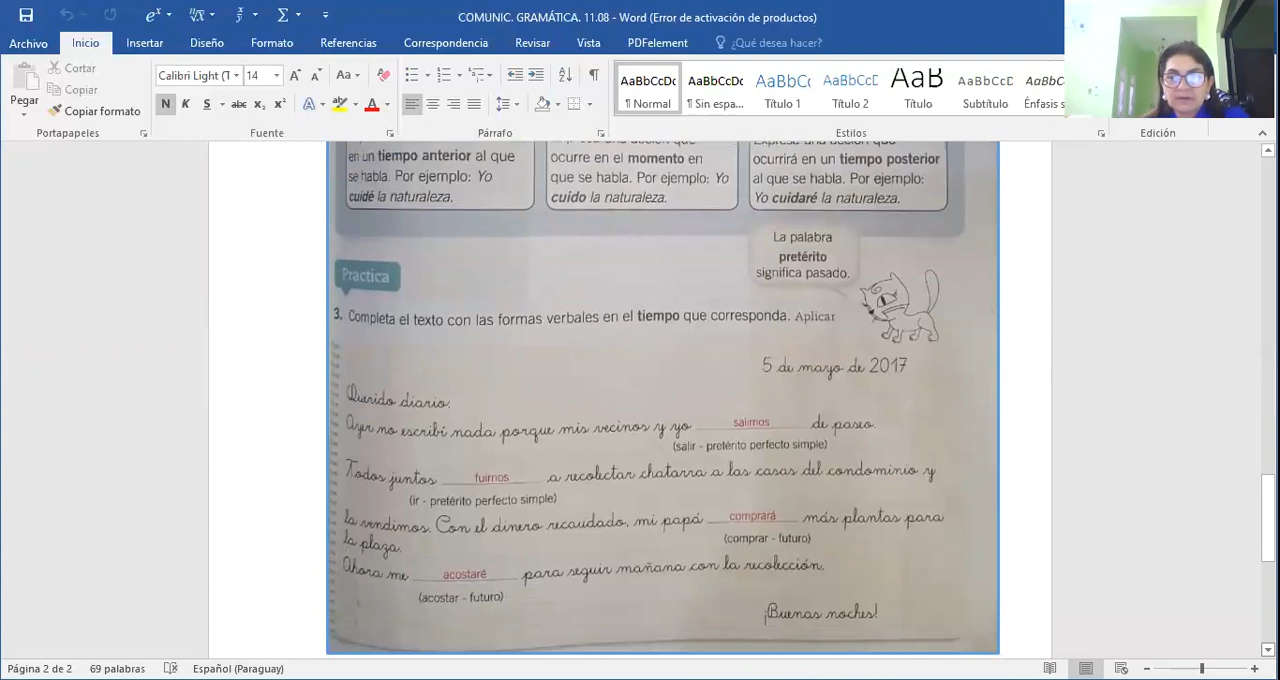 COMUNIC. GRAMÁTICA. 11.08 - Word (Error de activación de productos)
Archivo Inicio Insertar Diseño Formato Referencias Correspondencia Revisar Vista PDFelement ¿Qué desea hacer?
Pegar
Cortar
Copiar
Copiar formato
Calibri Light (T 14
N K S abc x₂ x²
AaBbCcDc AaBbCcDc AaBbC AaBbCcD AaB AaBbCcD AaBbCc
¶ Normal ¶ Sin espa... Título 1 Título 2 Título Subtítulo Énfasis s
Portapapeles Fuente Párrafo Estilos Edición
en un tiempo anterior al que
se habla. Por ejemplo: Yo
cuidé la naturaleza.
ocurre en el momento en
que se habla. Por ejemplo: Yo
cuido la naturaleza.
ocurrirá en un tiempo posterior
al que se habla. Por ejemplo:
Yo cuidaré la naturaleza.
La palabra
pretérito
significa pasado.
Practica
3. Completa el texto con las formas verbales en el tiempo que corresponda. Aplicar
5 de mayo de 2017
Querido diario:
Ayer no escribí nada porque mis vecinos y yo salimos de paseo.
(salir - pretérito perfecto simple)
Todos juntos fuimos a recolectar chatarra a las casas del condominio y
(ir - pretérito perfecto simple)
la vendimos. Con el dinero recaudado, mi papá comprará más plantas para
(comprar - futuro)
la plaza.
Ahora me acostaré para seguir mañana con la recolección.
(acostar - futuro)
¡Buenas noches!
Página 2 de 2 69 palabras Español (Paraguay)